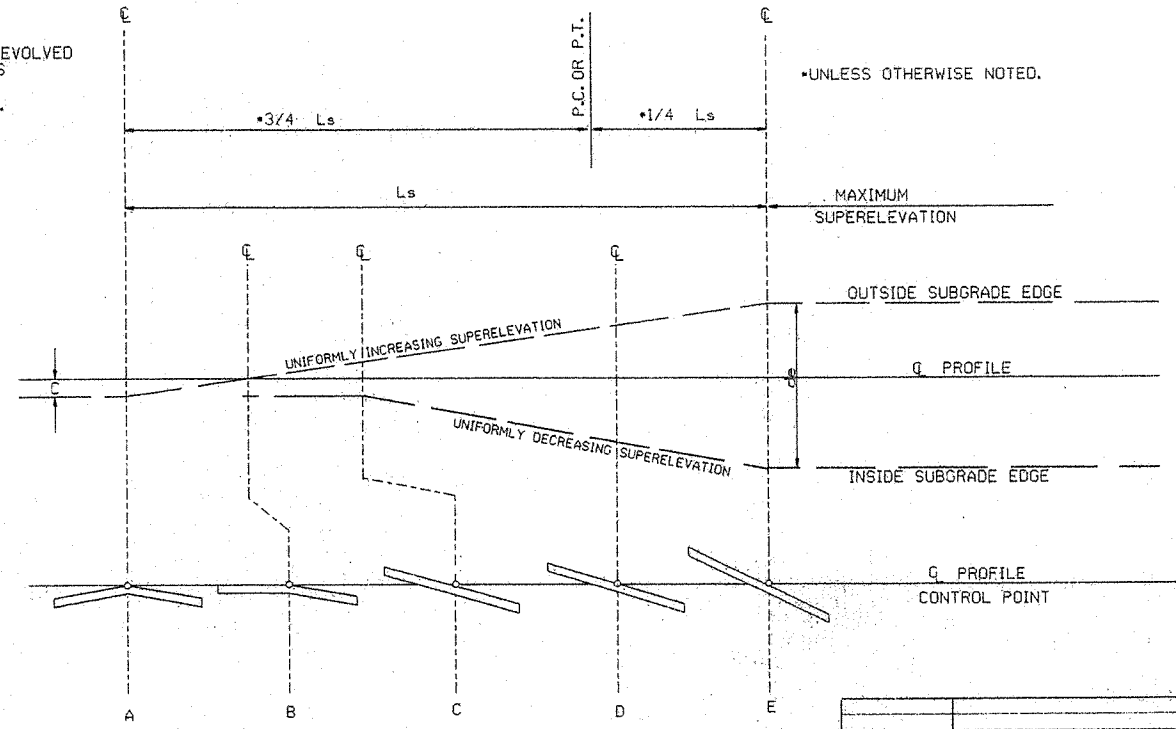 ℄
℄
EVOLVED
S
P.C. OR P.T.
*UNLESS OTHERWISE NOTED.
*3/4 Ls
*1/4 Ls
Ls
MAXIMUM
SUPERELEVATION
℄
℄
℄
OUTSIDE SUBGRADE EDGE
UNIFORMLY INCREASING SUPERELEVATION
C
℄ PROFILE
UNIFORMLY DECREASING SUPERELEVATION
INSIDE SUBGRADE EDGE
℄ PROFILE
CONTROL POINT
A
B
C
D
E